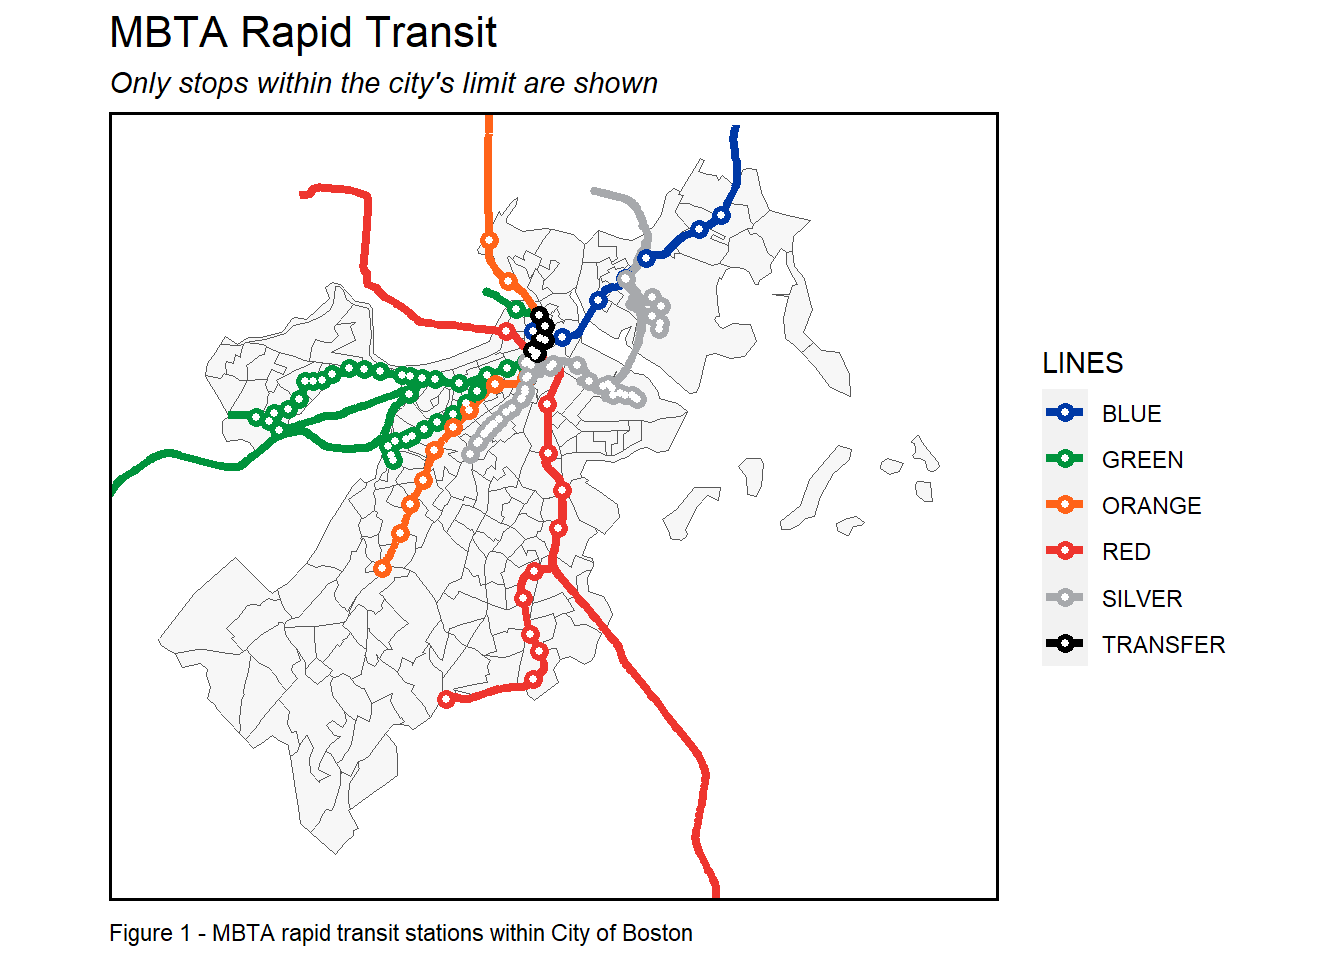 MBTA Rapid Transit
Only stops within the city's limit are shown
LINES
BLUE
GREEN
ORANGE
RED
SILVER
TRANSFER
Figure 1 - MBTA rapid transit stations within City of Boston